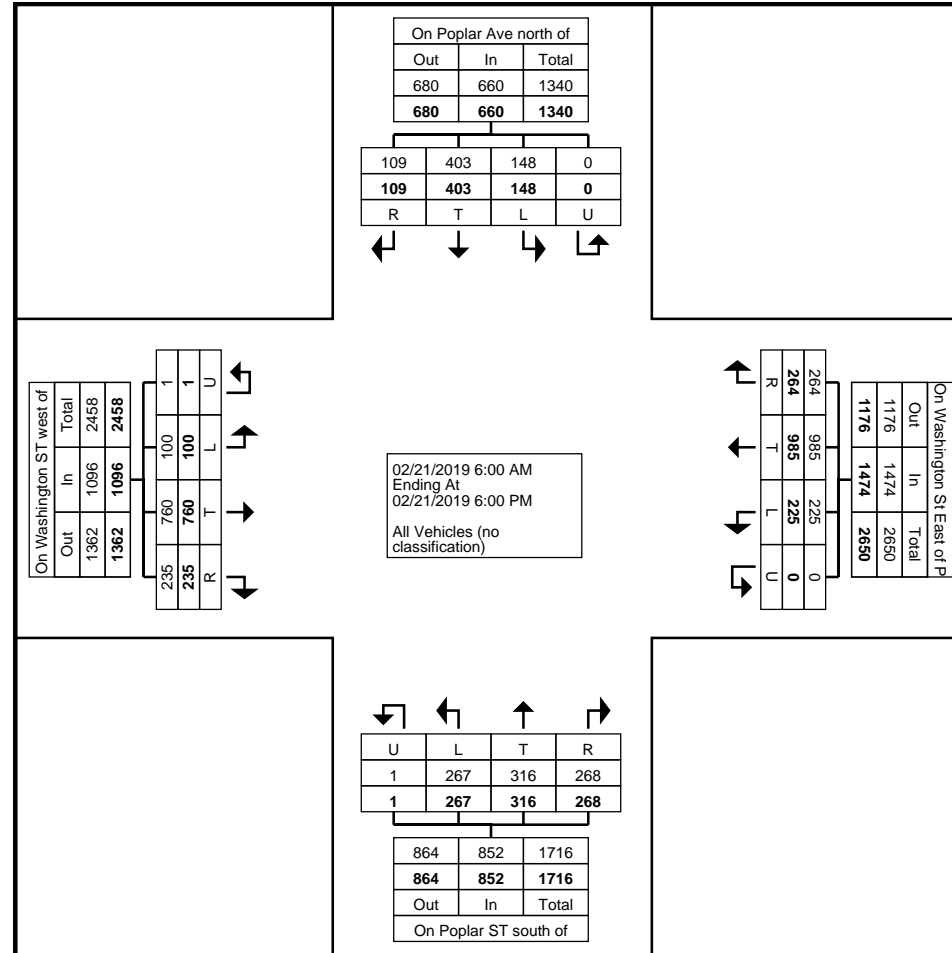 On Poplar Ave north of
Out In Total
680 660 1340
680 660 1340
109 403 148 0
109 403 148 0
R T L U
On Washington ST west of
Out In Total
1362 1096 2458
1362 1096 2458
235 760 100 1
235 760 100 1
R T L U
02/21/2019 6:00 AM
Ending At
02/21/2019 6:00 PM
All Vehicles (no
classification)
On Washington St East of P
Out In Total
1176 1474 2650
1176 1474 2650
264 985 225 0
264 985 225 0
R T L U
U L T R
1 267 316 268
1 267 316 268
864 852 1716
864 852 1716
Out In Total
On Poplar ST south of